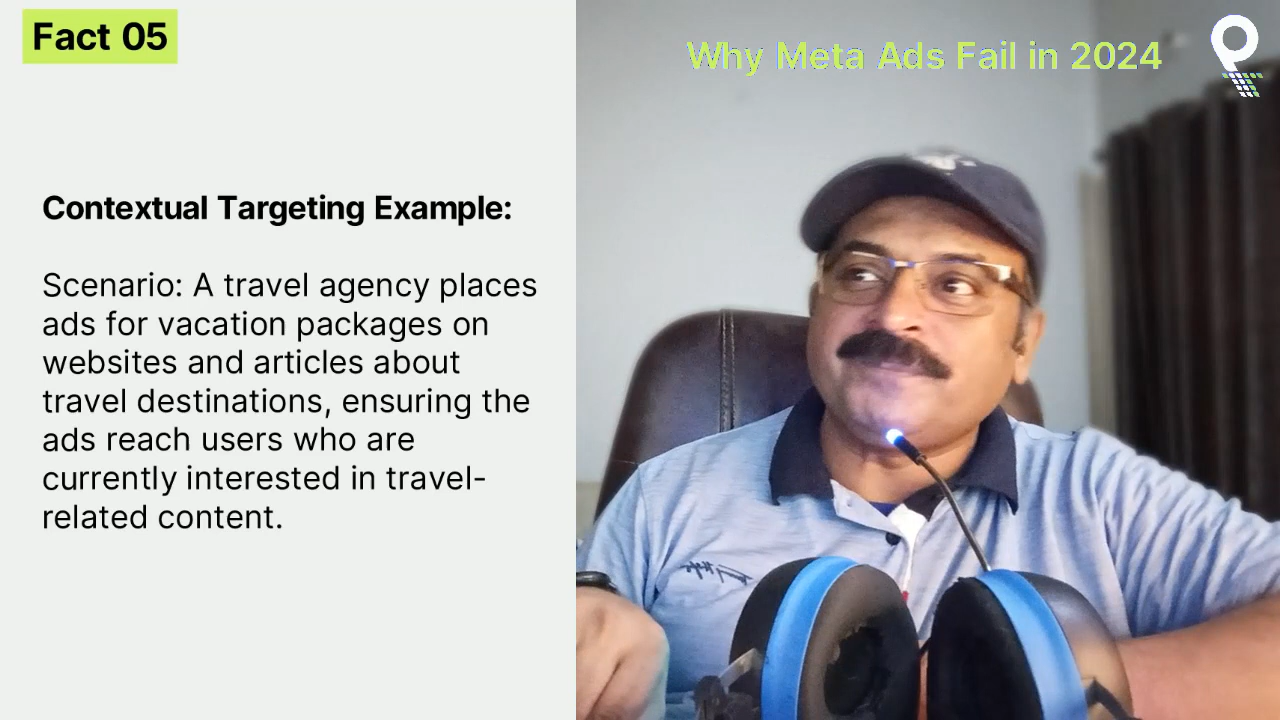 Fact 05
Why Meta Ads Fail in 2024
Contextual Targeting Example:
Scenario: A travel agency places
ads for vacation packages on
websites and articles about
travel destinations, ensuring the
ads reach users who are
currently interested in travel-
related content.